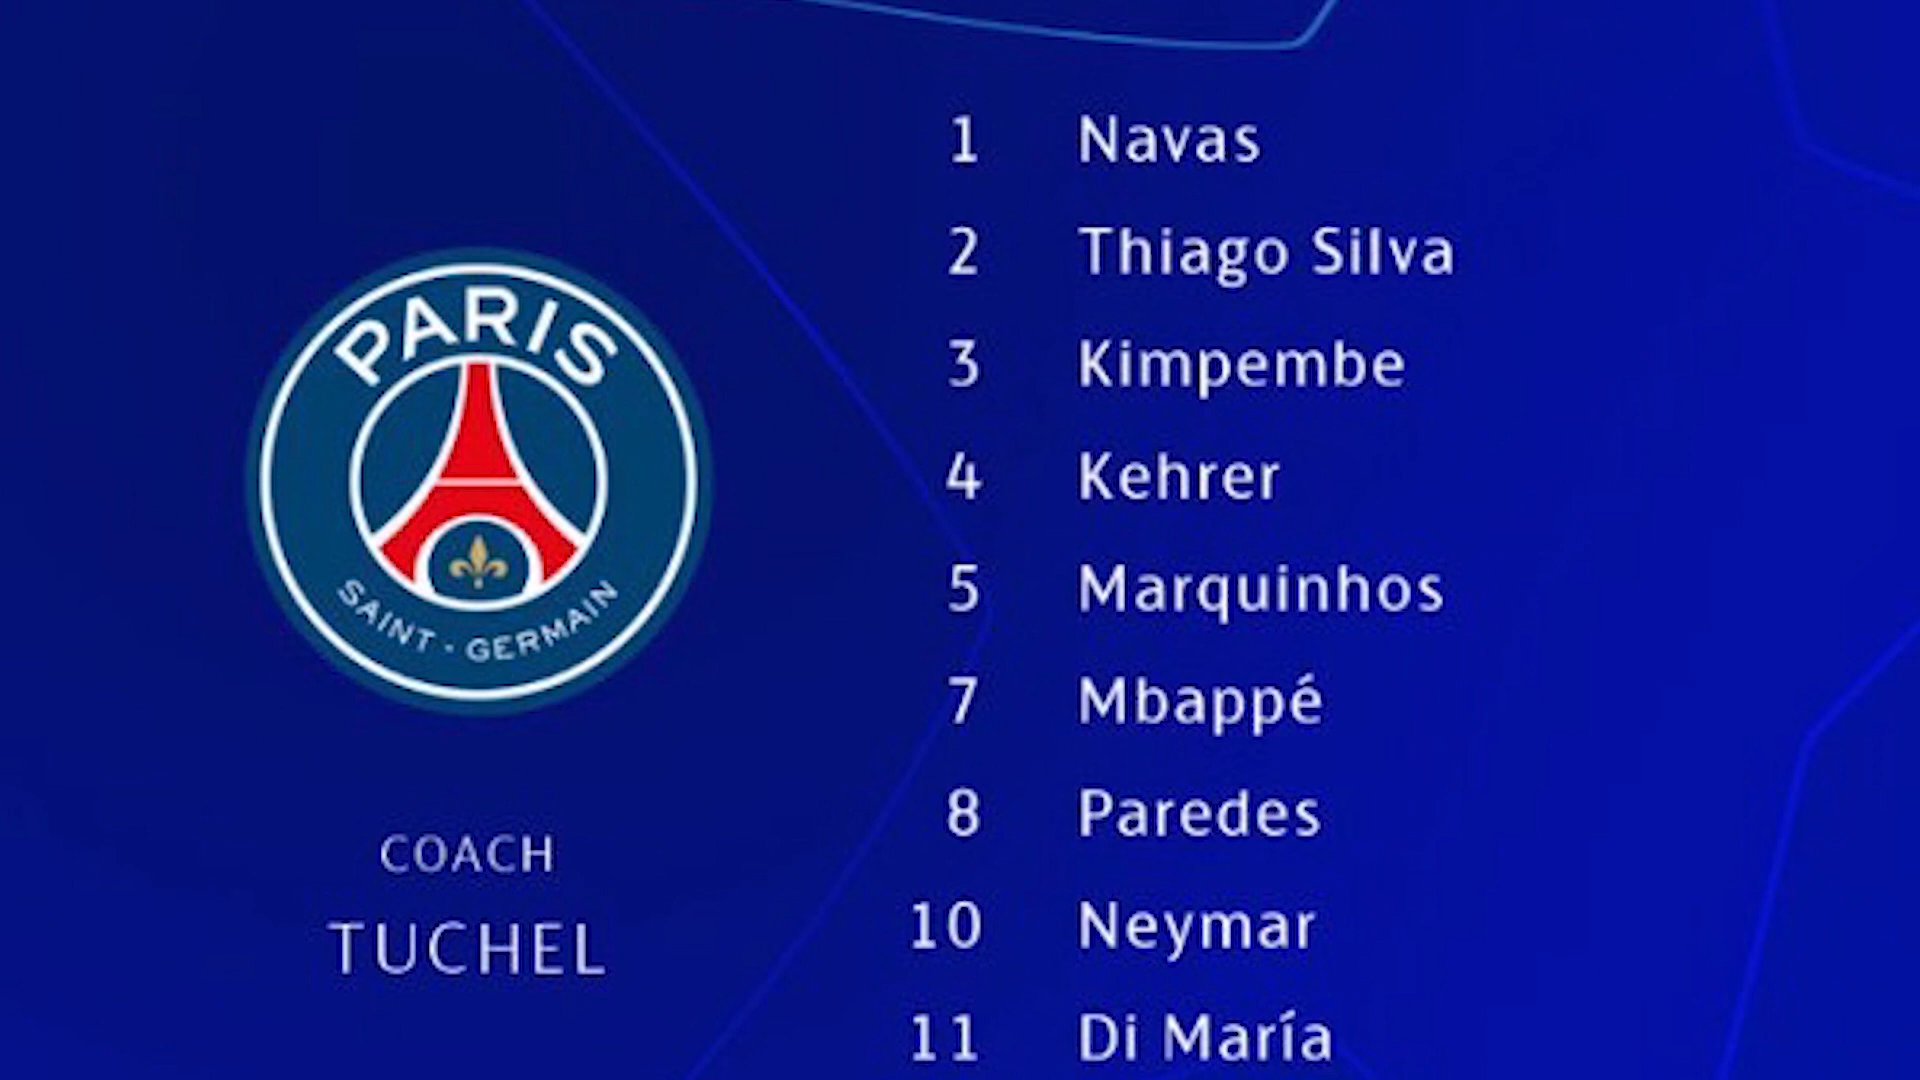 PARIS
SAINT - GERMAIN
COACH
TUCHEL
1 Navas
2 Thiago Silva
3 Kimpembe
4 Kehrer
5 Marquinhos
7 Mbappé
8 Paredes
10 Neymar
11 Di María